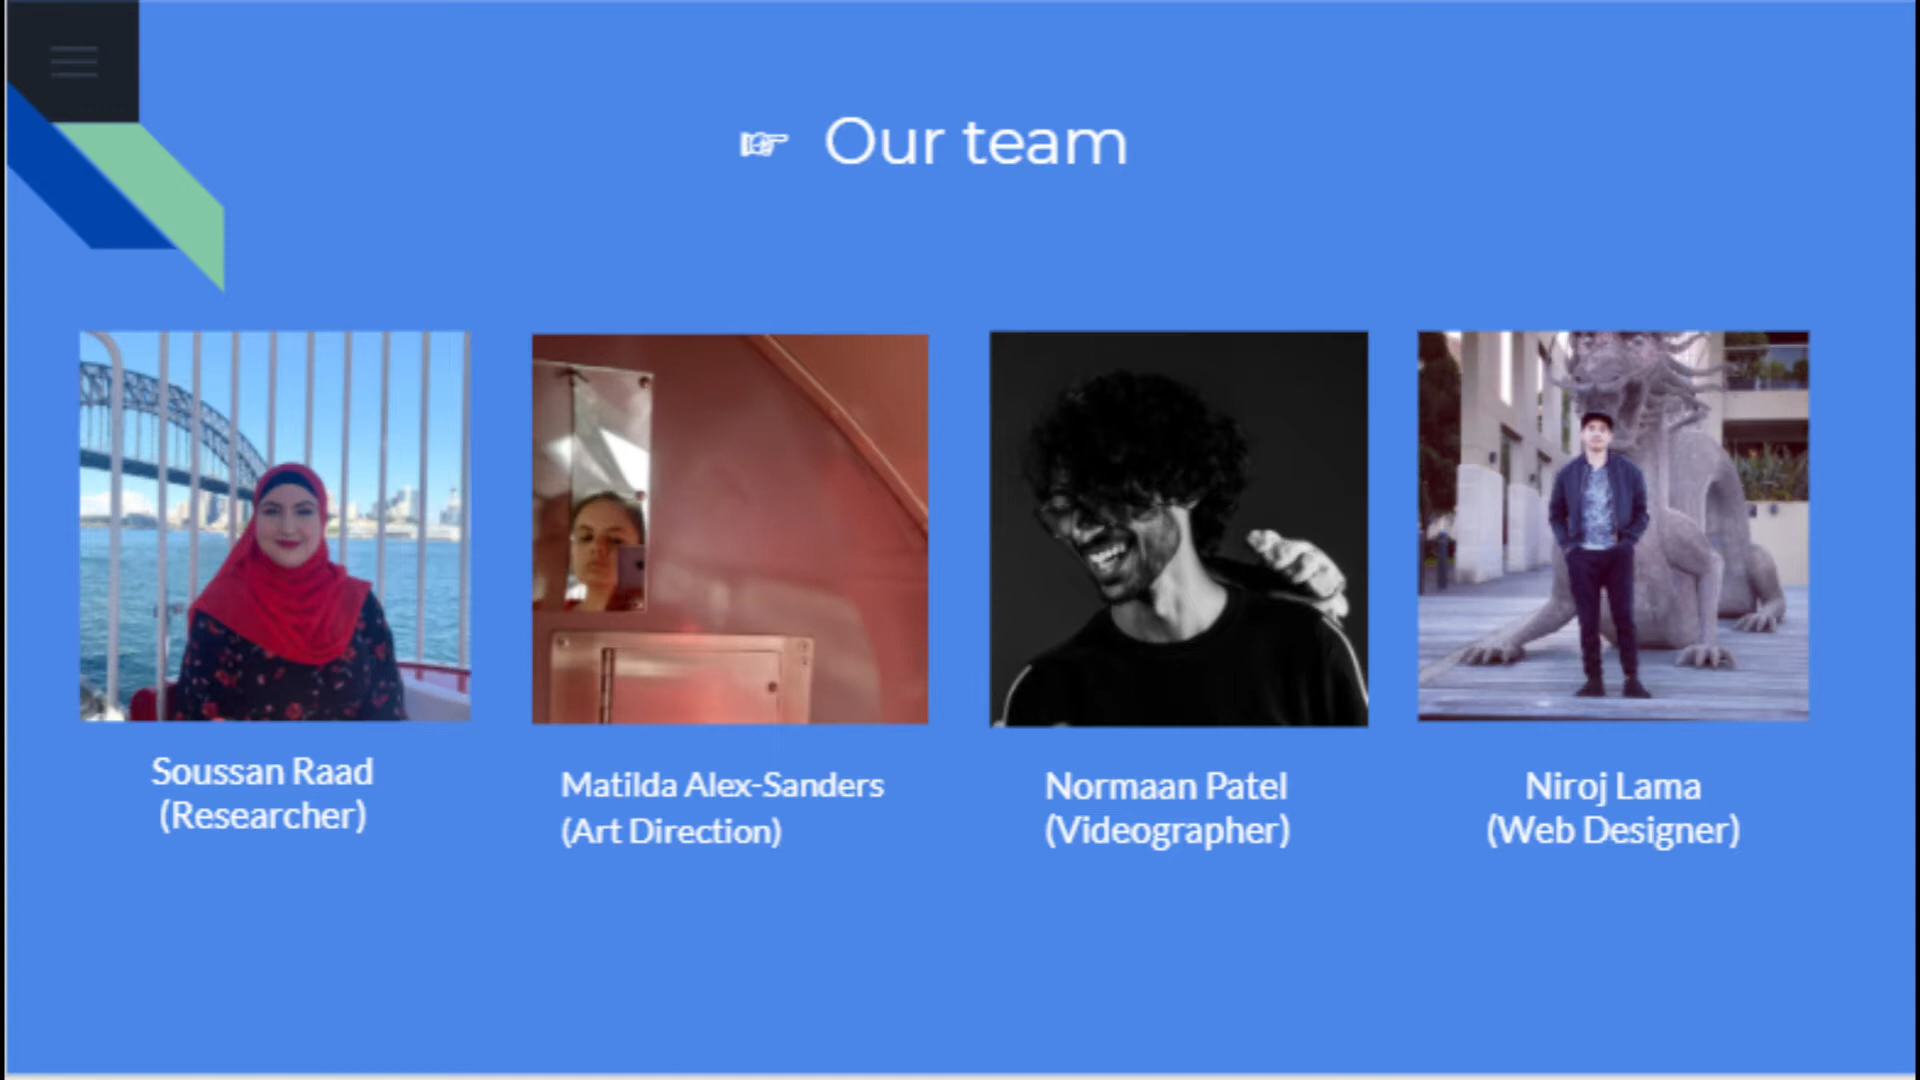 ☞ Our team
Soussan Raad
(Researcher)
Matilda Alex-Sanders
(Art Direction)
Normaan Patel
(Videographer)
Niroj Lama
(Web Designer)